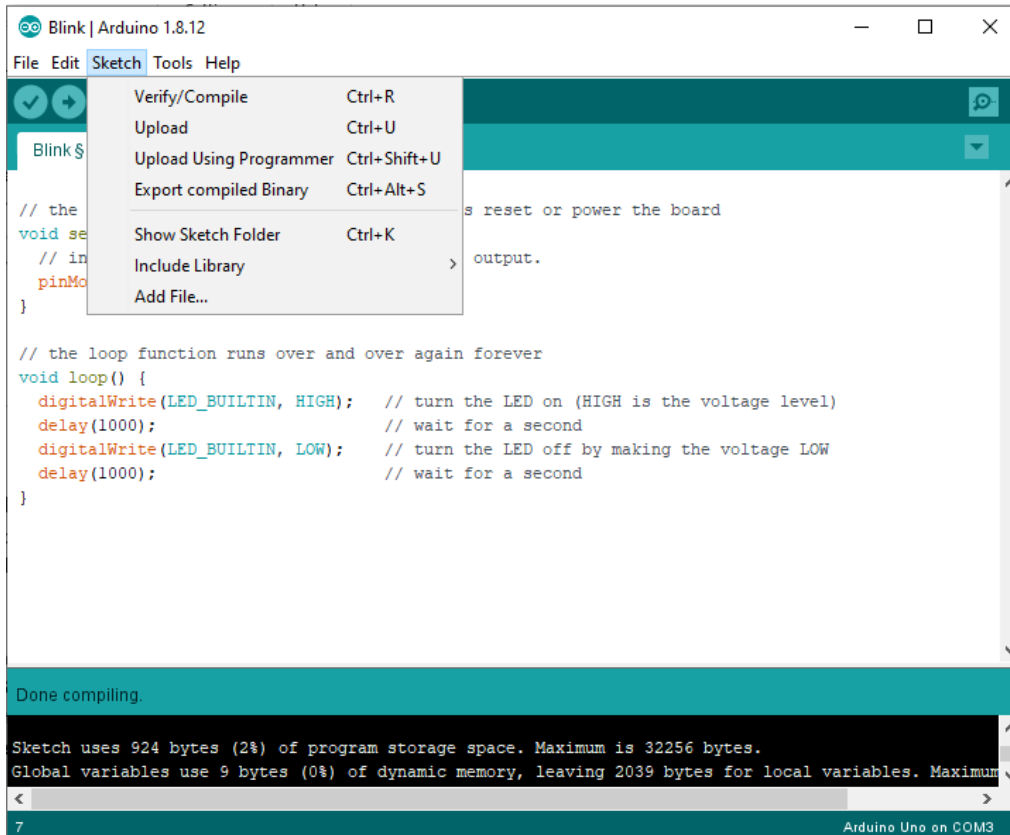 Blink | Arduino 1.8.12
File Edit Sketch Tools Help
Verify/Compile Ctrl+R
Upload Ctrl+U
Upload Using Programmer Ctrl+Shift+U
Export compiled Binary Ctrl+Alt+S
Show Sketch Folder Ctrl+K
Include Library
Add File...
Blink §
// the s reset or power the board
void se
// in output.
pinMo
}
// the loop function runs over and over again forever
void loop() {
digitalWrite(LED_BUILTIN, HIGH); // turn the LED on (HIGH is the voltage level)
delay(1000); // wait for a second
digitalWrite(LED_BUILTIN, LOW); // turn the LED off by making the voltage LOW
delay(1000); // wait for a second
}
Done compiling.
Sketch uses 924 bytes (2%) of program storage space. Maximum is 32256 bytes.
Global variables use 9 bytes (0%) of dynamic memory, leaving 2039 bytes for local variables. Maximum
7 Arduino Uno on COM3